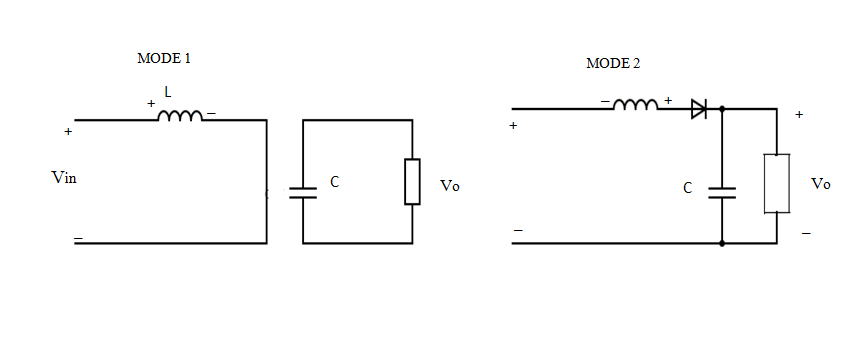 MODE 1
L
+ −
+
Vin
−
C
Vo
MODE 2
− +
+
+
C
Vo
−
−